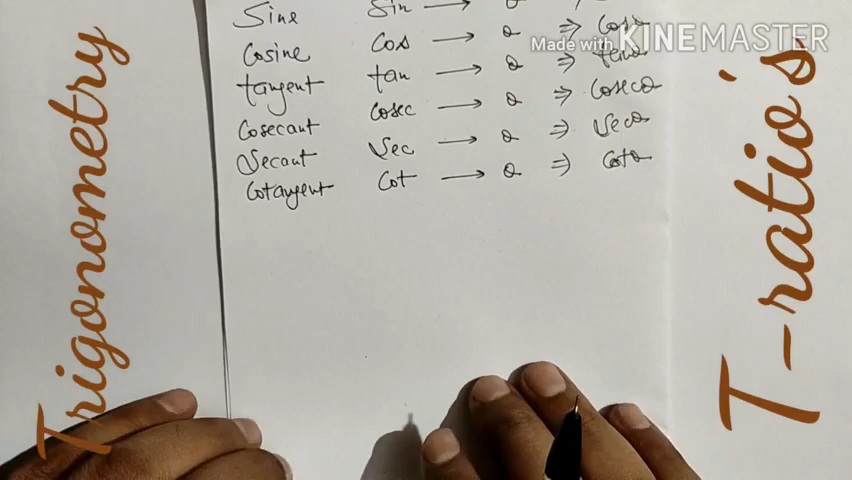 Trigonometry
Sine Sin → θ
Cosine Cos → θ ⇒ Cosθ
tangent tan → θ ⇒ tanθ
Cosecant Cosec → θ ⇒ Cosecθ
Secant Sec → θ ⇒ Secθ
Cotangent Cot → θ ⇒ Cotθ
Made with KINEMASTER
T-ratio's